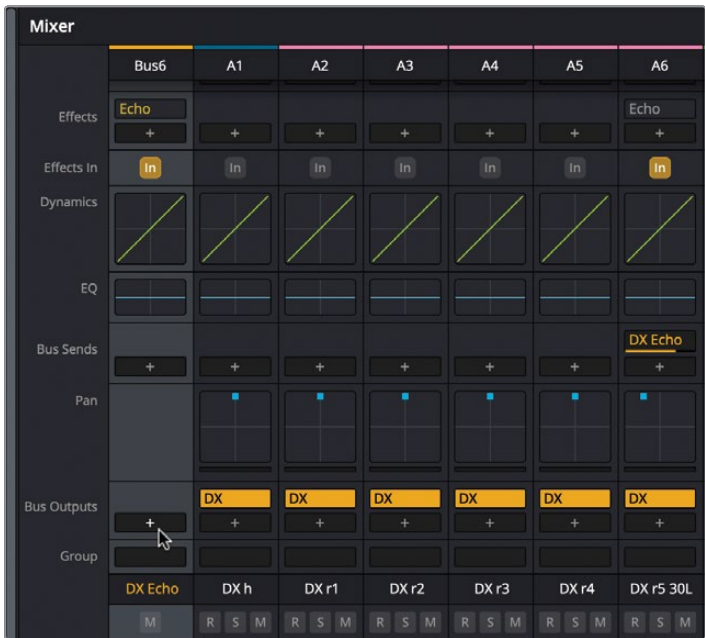 Mixer
Bus6 A1 A2 A3 A4 A5 A6
Effects Echo Echo
+ + + + + + +
Effects In In In In In In In In
Dynamics
EQ
Bus Sends DX Echo
+ + + + + + +
Pan
Bus Outputs DX DX DX DX DX DX
+ + + + + + +
Group
DX Echo DX h DX r1 DX r2 DX r3 DX r4 DX r5 30L
M R S M R S M R S M R S M R S M R S M